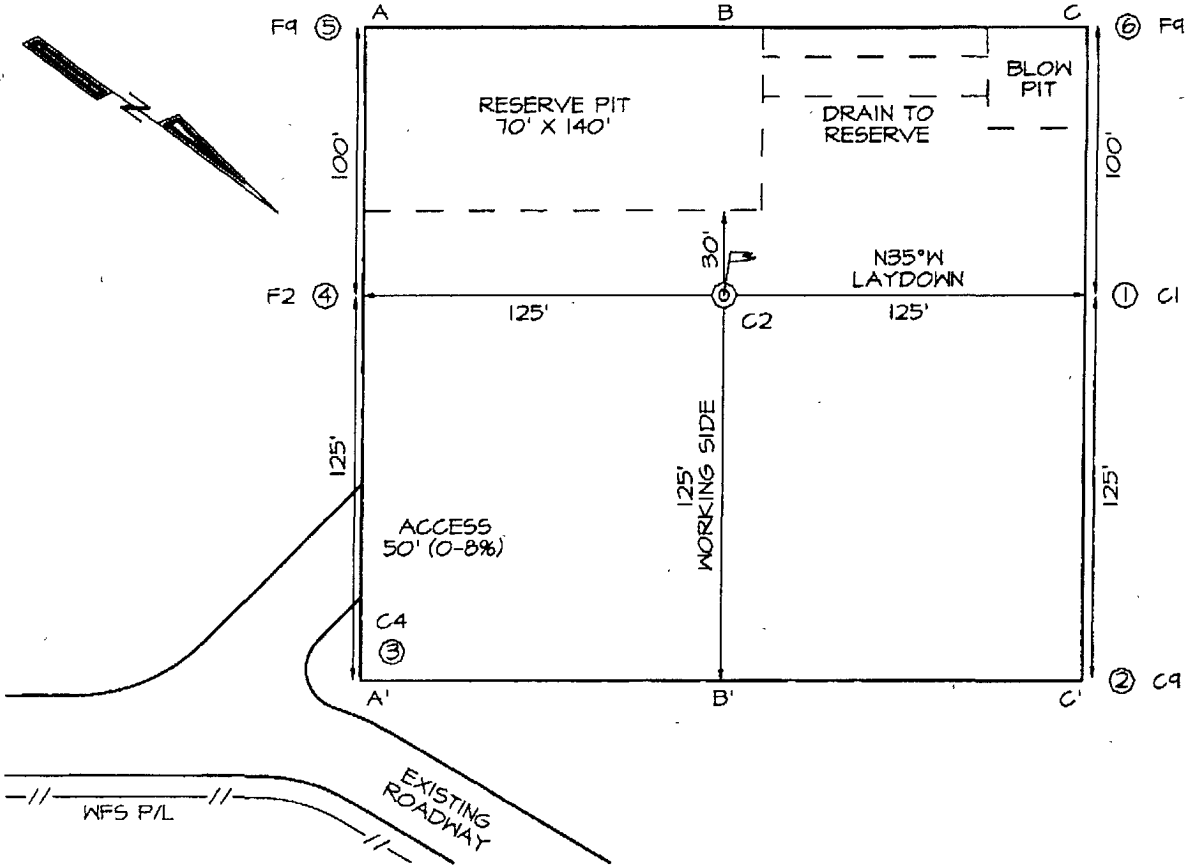 A B C
F9 ⑤ ⑥ F9
N
BLOW
PIT
RESERVE PIT
70' X 140'
DRAIN TO
RESERVE
100'
100'
30'
N35°W
LAYDOWN
F2 ④ ① C1
125'
125'
C2
125'
125'
WORKING SIDE
125'
ACCESS
50' (0-8%)
C4
③
② C9
A' B' C'
EXISTING
ROADWAY
WFS P/L